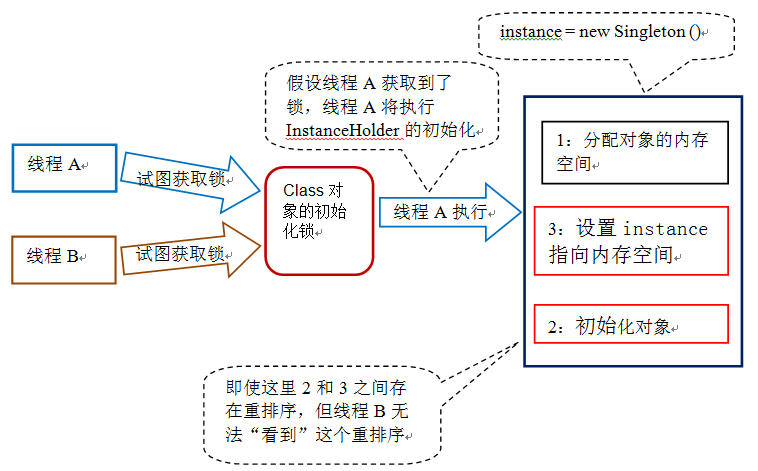 instance = new Singleton ()
假设线程 A 获取到了
锁，线程 A 将执行
InstanceHolder 的初始化
1：分配对象的内存
空间
线程 A
试图获取锁
Class 对
象的初始
化锁
线程 A 执行
3：设置 instance
指向内存空间
线程 B
试图获取锁
2：初始化对象
即使这里 2 和 3 之间存
在重排序，但线程 B 无
法“看到”这个重排序